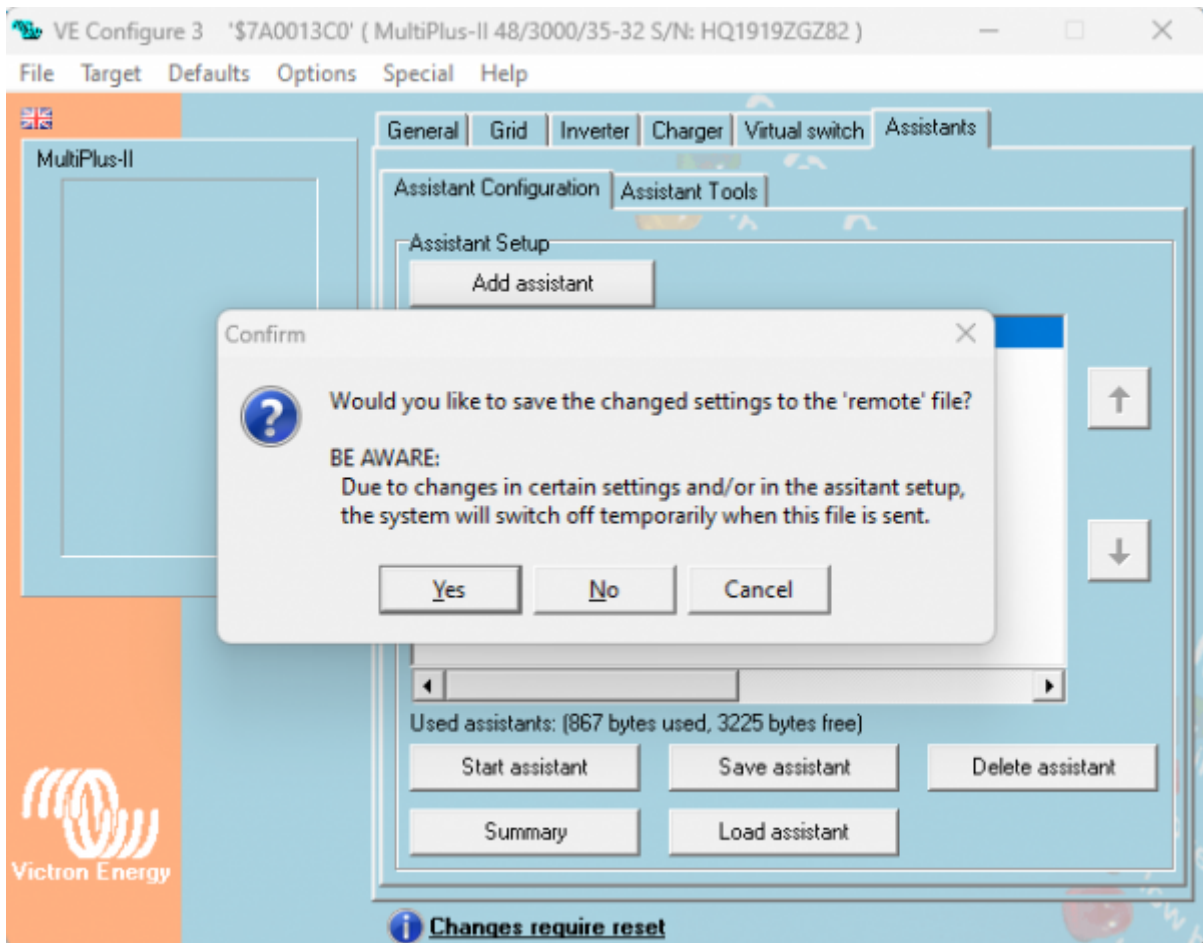 VE Configure 3 '$7A0013C0' ( MultiPlus-II 48/3000/35-32 S/N: HQ1919ZGZ82 )
File Target Defaults Options Special Help
General Grid Inverter Charger Virtual switch Assistants
MultiPlus-II
Assistant Configuration Assistant Tools
Assistant Setup
Add assistant
Confirm
Would you like to save the changed settings to the 'remote' file?
BE AWARE:
Due to changes in certain settings and/or in the assitant setup,
the system will switch off temporarily when this file is sent.
Yes No Cancel
Used assistants: (867 bytes used, 3225 bytes free)
Start assistant Save assistant Delete assistant
Summary Load assistant
Victron Energy
Changes require reset